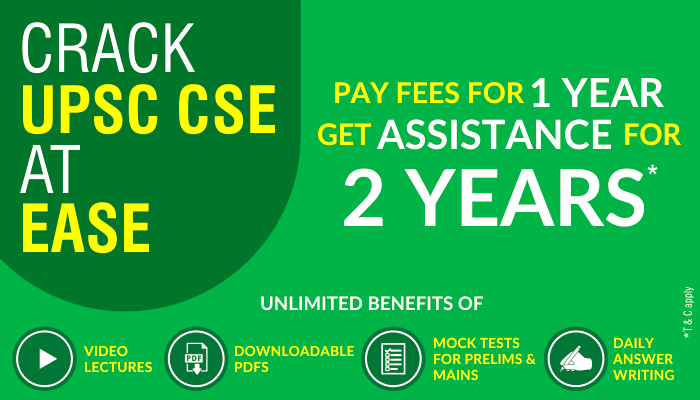 CRACK
UPSC CSE
AT
EASE
PAY FEES FOR 1 YEAR
GET ASSISTANCE FOR
2 YEARS*
*T & C apply
UNLIMITED BENEFITS OF
VIDEO
LECTURES
PDF
DOWNLOADABLE
PDFS
MOCK TESTS
FOR PRELIMS &
MAINS
DAILY
ANSWER
WRITING